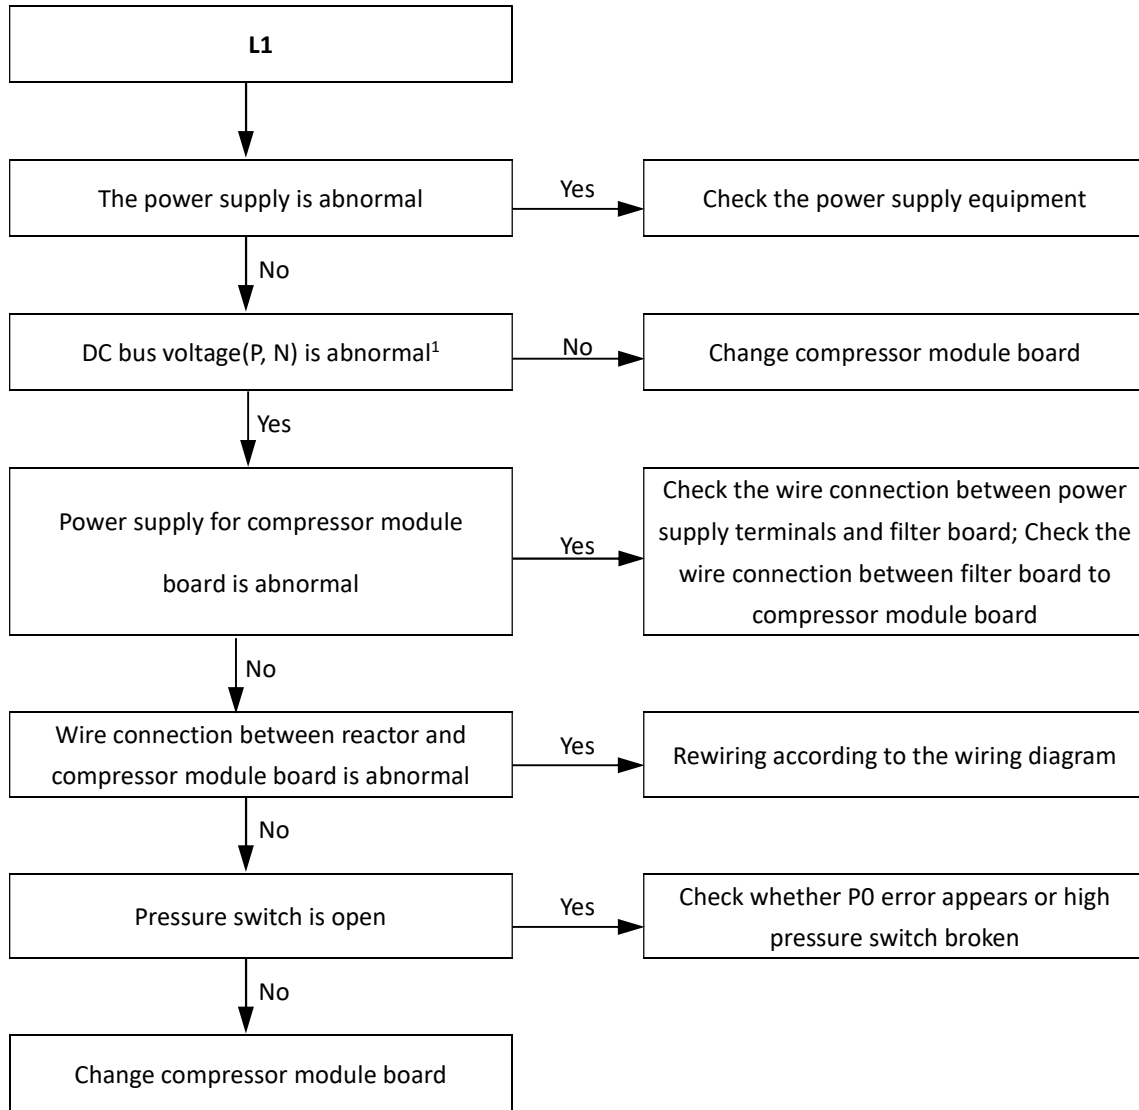 L1
The power supply is abnormal
Yes
Check the power supply equipment
No
DC bus voltage(P, N) is abnormal¹
No
Change compressor module board
Yes
Power supply for compressor module
board is abnormal
Yes
Check the wire connection between power
supply terminals and filter board; Check the
wire connection between filter board to
compressor module board
No
Wire connection between reactor and
compressor module board is abnormal
Yes
Rewiring according to the wiring diagram
No
Pressure switch is open
Yes
Check whether P0 error appears or high
pressure switch broken
No
Change compressor module board